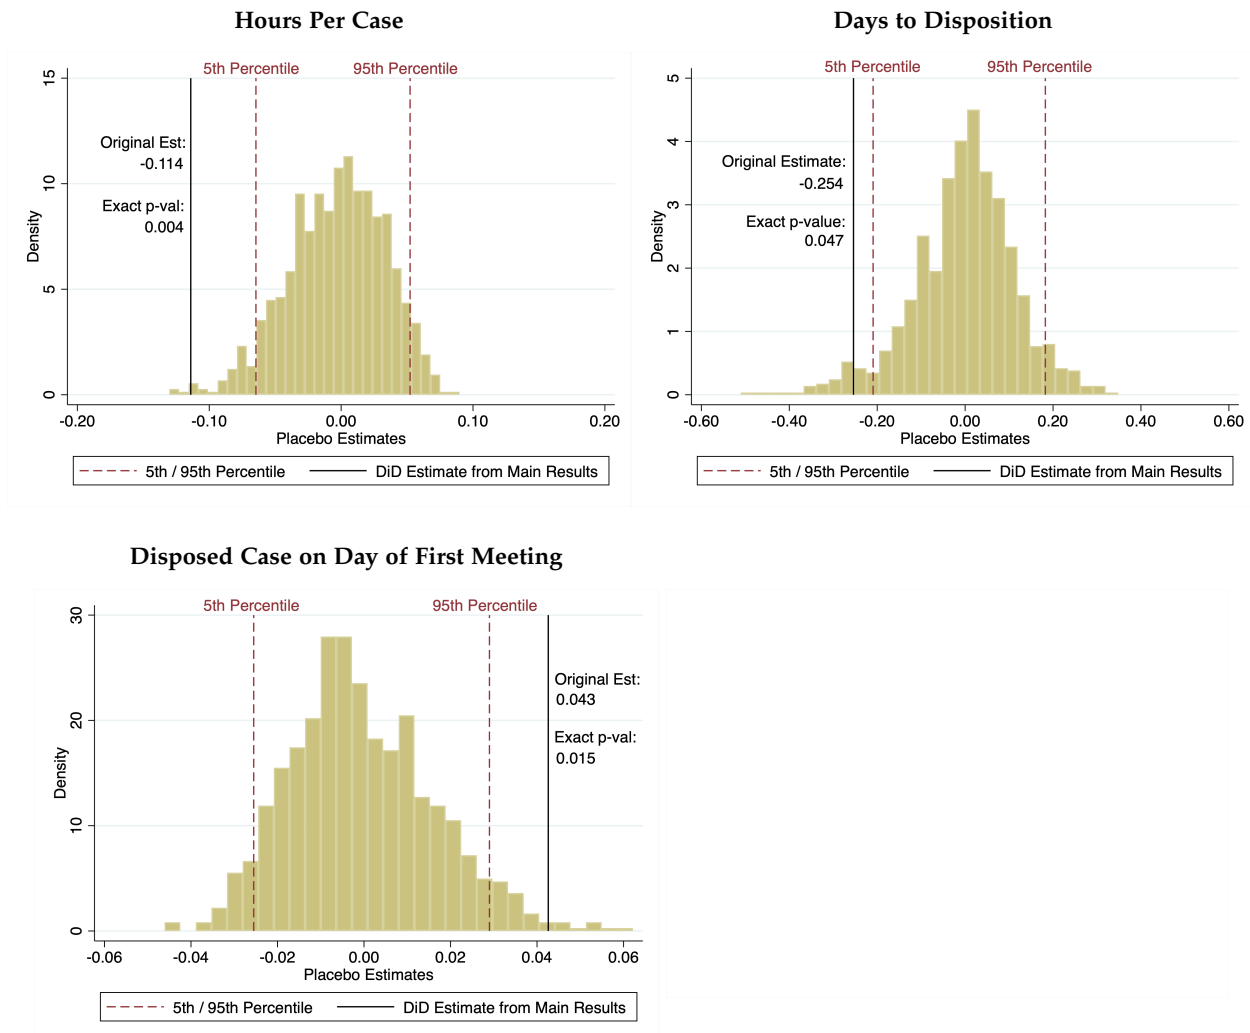 Hours Per Case
5th Percentile 95th Percentile
15
10
5
0
Density
Original Est:
-0.114
Exact p-val:
0.004
-0.20 -0.10 0.00 0.10 0.20
Placebo Estimates
5th / 95th Percentile DiD Estimate from Main Results
Days to Disposition
5th Percentile 95th Percentile
5
4
3
2
1
0
Density
Original Estimate:
-0.254
Exact p-value:
0.047
-0.60 -0.40 -0.20 0.00 0.20 0.40 0.60
Placebo Estimates
5th / 95th Percentile DiD Estimate from Main Results
Disposed Case on Day of First Meeting
5th Percentile 95th Percentile
30
20
10
0
Density
Original Est:
0.043
Exact p-val:
0.015
-0.06 -0.04 -0.02 0.00 0.02 0.04 0.06
Placebo Estimates
5th / 95th Percentile DiD Estimate from Main Results